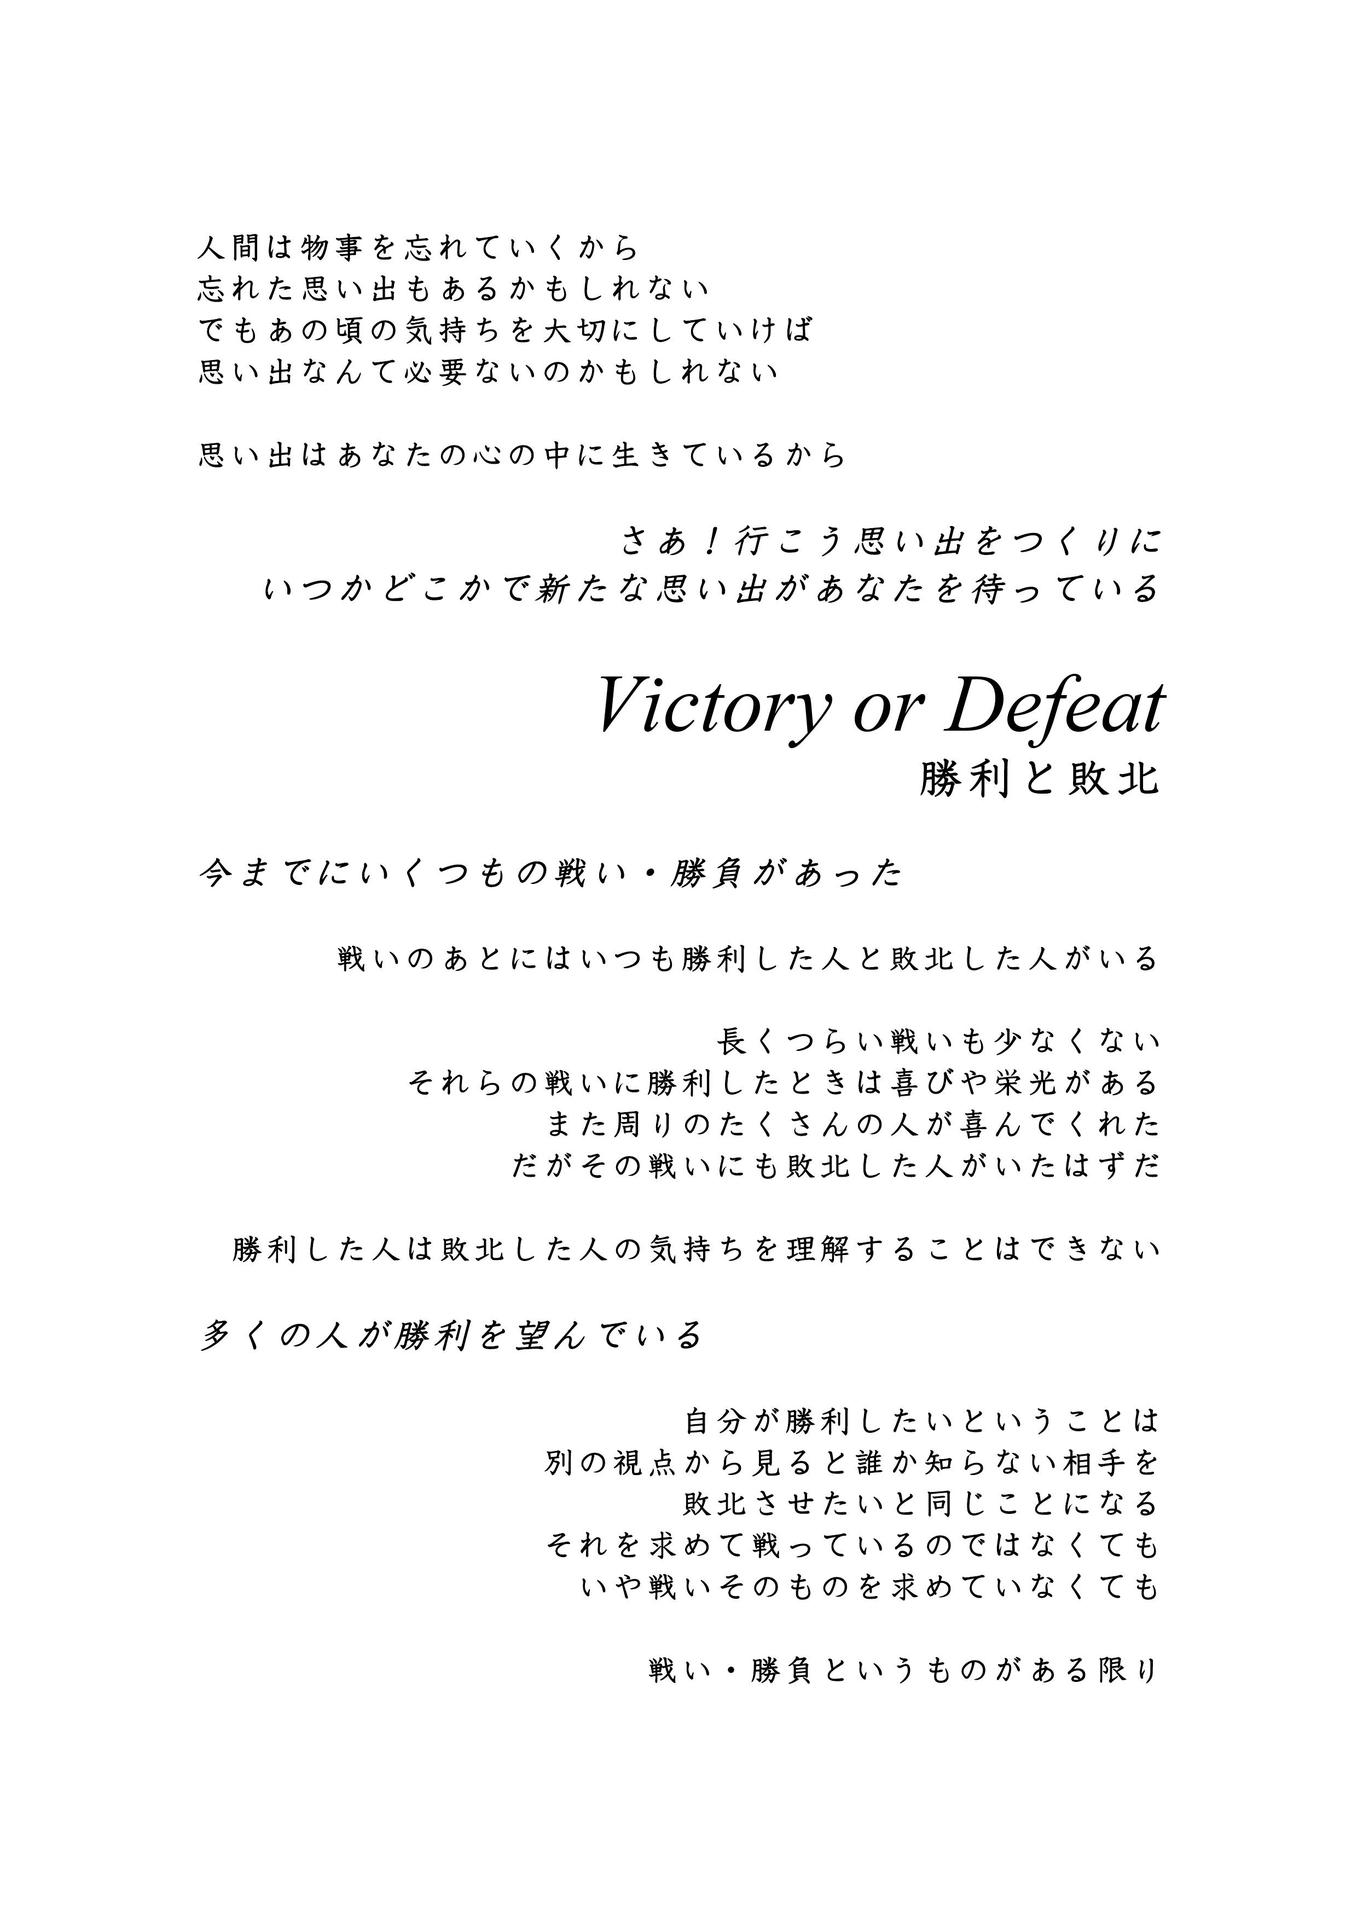 人間は物事を忘れていくから
忘れた思い出もあるかもしれない
でもあの頃の気持ちを大切にしていけば
思い出なんて必要ないのかもしれない
思い出はあなたの心の中に生きているから
さあ！行こう思い出をつくりに
いつかどこかで新たな思い出があなたを待っている
Victory or Defeat
勝利と敗北
今までにいくつもの戦い・勝負があった
戦いのあとにはいつも勝利した人と敗北した人がいる
長くつらい戦いも少なくない
それらの戦いに勝利したときは喜びや栄光がある
また周りのたくさんの人が喜んでくれた
だがその戦いにも敗北した人がいたはずだ
勝利した人は敗北した人の気持ちを理解することはできない
多くの人が勝利を望んでいる
自分が勝利したいということは
別の視点から見ると誰か知らない相手を
敗北させたいと同じことになる
それを求めて戦っているのではなくても
いや戦いそのものを求めていなくても
戦い・勝負というものがある限り